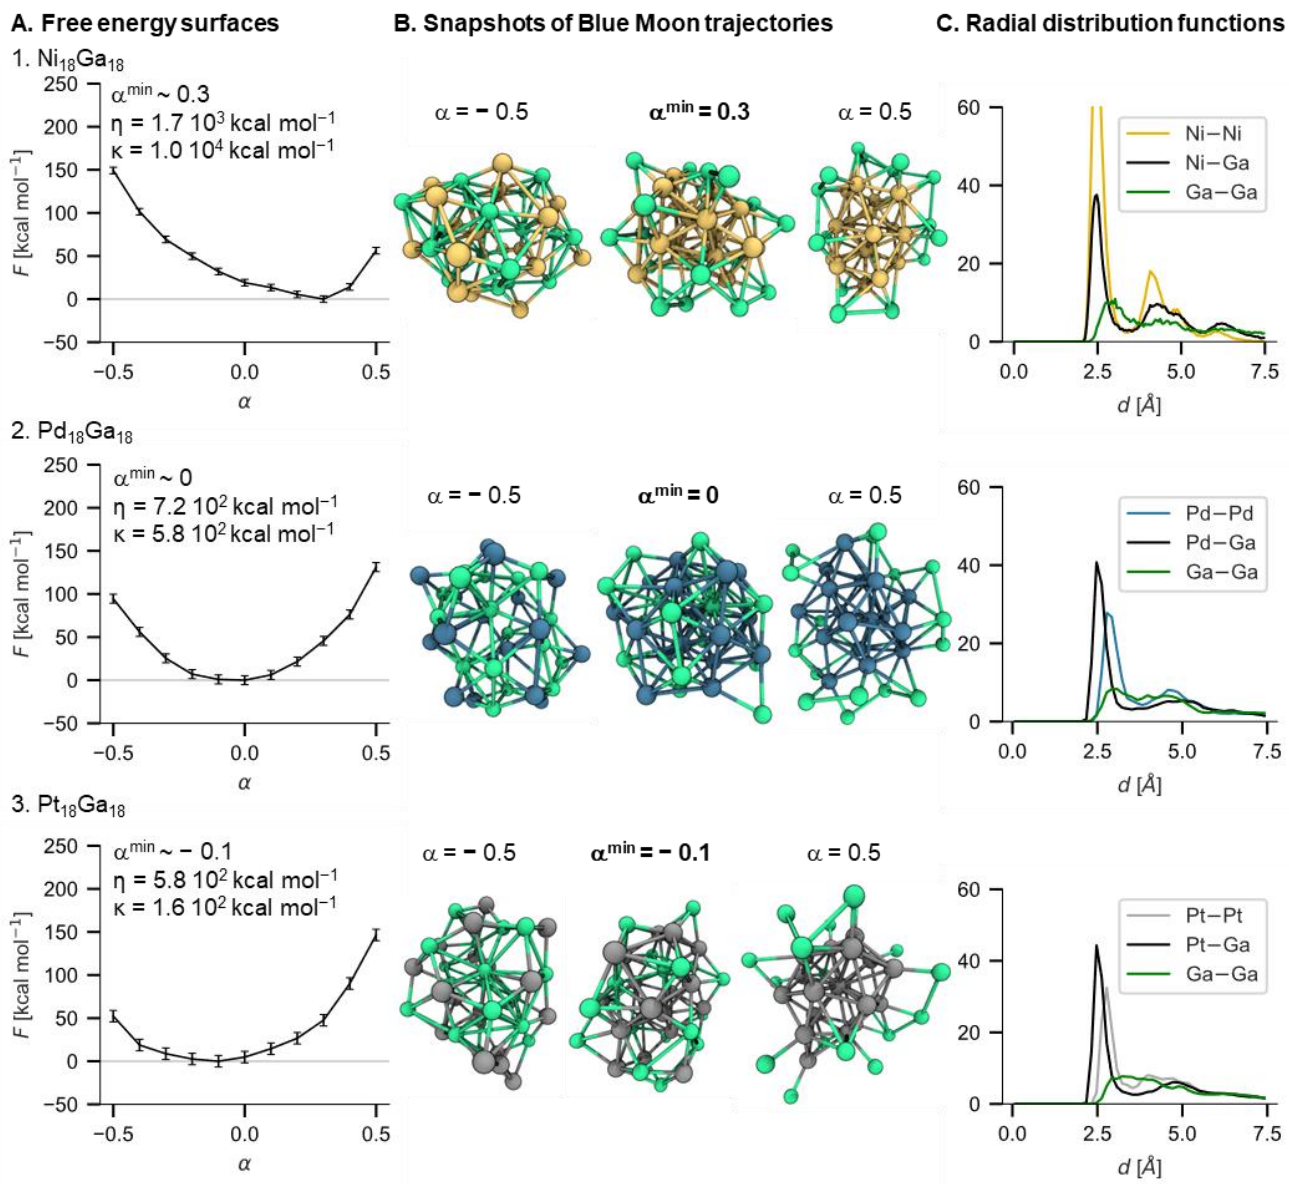 A. Free energy surfaces
B. Snapshots of Blue Moon trajectories
C. Radial distribution functions
1. Ni₁₈Ga₁₈
αᵐⁱⁿ ~ 0.3
η = 1.7 10³ kcal mol⁻¹
κ = 1.0 10⁴ kcal mol⁻¹
250
200
150
100
50
0
−50
F [kcal mol⁻¹]
−0.5
0.0
0.5
α
α = − 0.5
αᵐⁱⁿ = 0.3
α = 0.5
60
40
20
0
Ni−Ni
Ni−Ga
Ga−Ga
0.0
2.5
5.0
7.5
d [Å]
2. Pd₁₈Ga₁₈
αᵐⁱⁿ ~ 0
η = 7.2 10² kcal mol⁻¹
κ = 5.8 10² kcal mol⁻¹
250
200
150
100
50
0
−50
F [kcal mol⁻¹]
−0.5
0.0
0.5
α
α = − 0.5
αᵐⁱⁿ = 0
α = 0.5
60
40
20
0
Pd−Pd
Pd−Ga
Ga−Ga
0.0
2.5
5.0
7.5
d [Å]
3. Pt₁₈Ga₁₈
αᵐⁱⁿ ~ − 0.1
η = 5.8 10² kcal mol⁻¹
κ = 1.6 10² kcal mol⁻¹
250
200
150
100
50
0
−50
F [kcal mol⁻¹]
−0.5
0.0
0.5
α
α = − 0.5
αᵐⁱⁿ = − 0.1
α = 0.5
60
40
20
0
Pt−Pt
Pt−Ga
Ga−Ga
0.0
2.5
5.0
7.5
d [Å]